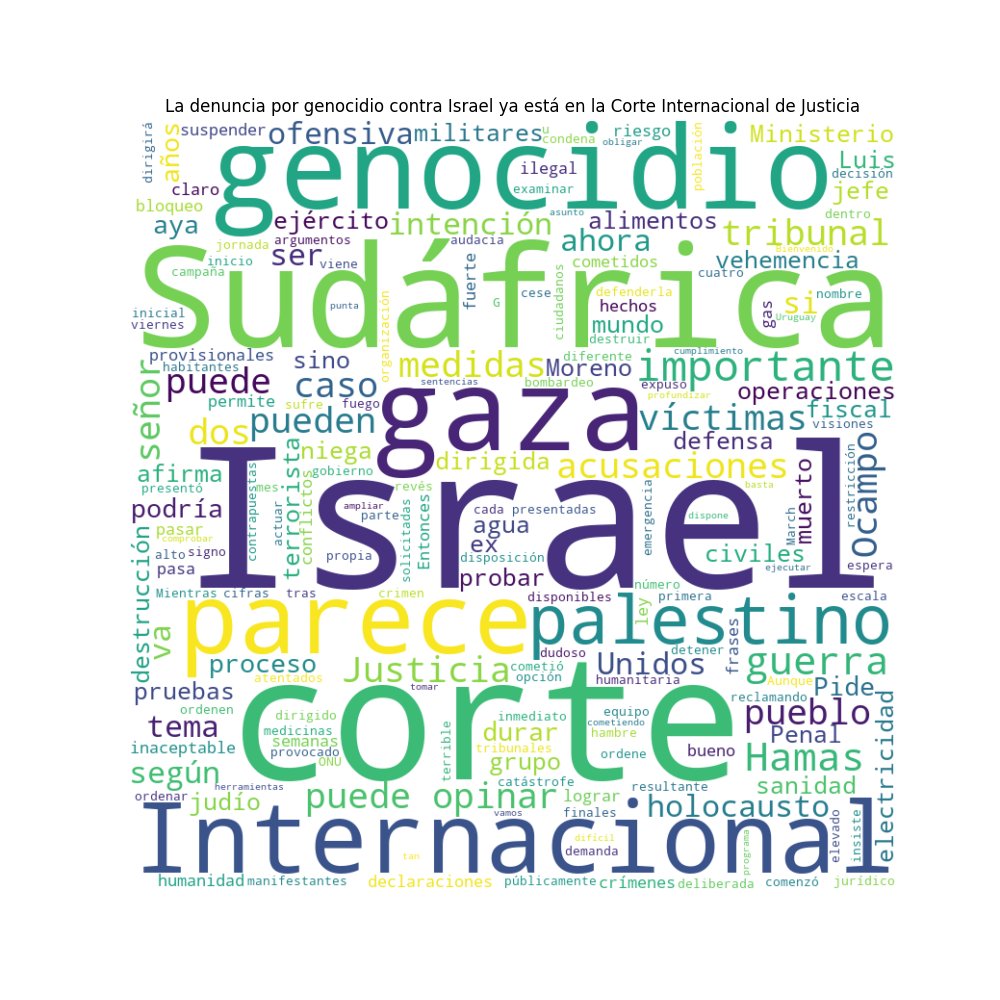 La denuncia por genocidio contra Israel ya está en la Corte Internacional de Justicia
dirigirá
años
suspender
ofensiva
militares
u
condena
obligar
riesgo
población
Ministerio
genocidio
ilegal
Luis
decisión
claro
examinar
jefe
bloqueo
aya
ejército
intención
asunto
alimentos
dentro
tribunal
jornada
argumentos
audacia
ahora
Bienvenido
inicio
ser
viene
fuerte
vehemencia
campaña
cometidos
cuatro
Sudáfrica
punta
organización
cese
G
ciudadanos
defenderla
hechos
gas
si
nombre
inicial
viernes
mundo
destruir
Uruguay
provisionales
habitantes
sino
medidas
Moreno
diferente
cumplimiento
importante
señor
puede
caso
sentencias
bombardeo
expuso
profundizar
operaciones
permite
sufre
fuego
gaza
víctimas
fiscal
visiones
dos
pueden
defensa
niega
dirigida
acusaciones
afirma
gobierno
revés
presentó
contrapuestas
mes
terrorista
conflictos
basta
muerto
restricción
ocampo
podría
ampliar
parte
cada
presentadas
emergencia
dispone
March
Israel
actuar
solicitadas
Entonces
agua
destrucción
pasar
comprobar
alto
signo
propia
ex
disposición
civiles
pasa
probar
ejecutar
espera
Mientras
cifras
tras
crimen
disponibles
número
primera
escala
parece
palestino
ley
va
detener
frases
proceso
Justicia
dudoso
cometió
Unidos
guerra
atentados
opción
humanitaria
Aunque
pruebas
tomar
reclamando
Pide
ordenen
corte
tema
dirigido
medicinas
inmediato
equipo
cometiendo
pueblo
electricidad
inaceptable
semanas
provocado
terrible
durar
hambre
Penal
tribunales
ordene
bueno
ONU
grupo
Hamas
según
catástrofe
resultante
sanidad
herramientas
ordenar
judío
puede opinar
lograr
holocausto
vamos
finales
elevado
insiste
Internacional
difícil
demanda
tan
programa
humanidad
manifestantes
declaraciones
públicamente
crímenes
deliberada
comenzó
jurídico